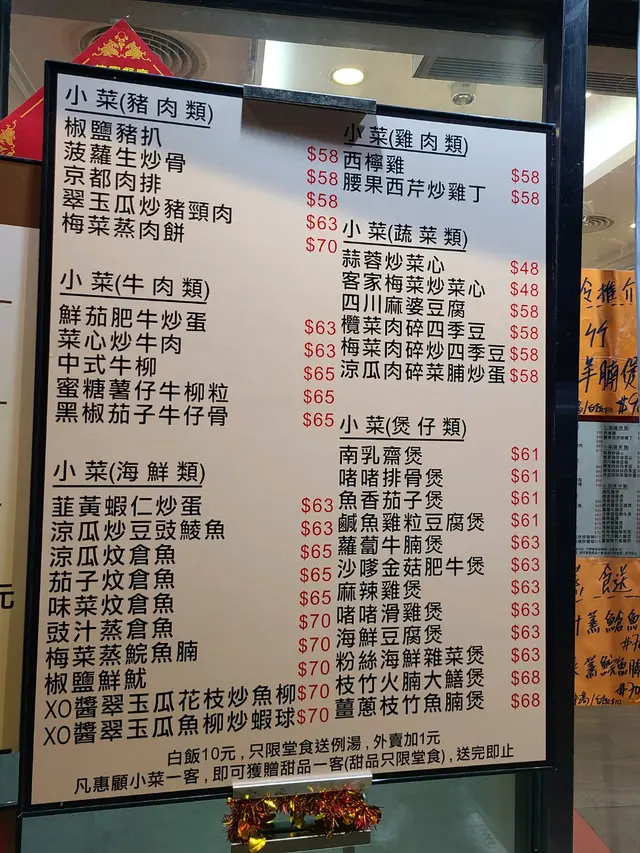 小菜(豬肉類)
椒鹽豬扒 $58
菠蘿生炒骨 $58
京都肉排 $58
翠玉瓜炒豬頸肉 $63
梅菜蒸肉餅 $70
小菜(牛肉類)
鮮茄肥牛炒蛋 $63
菜心炒牛肉 $63
中式牛柳 $65
蜜糖薯仔牛柳粒 $65
黑椒茄子牛仔骨 $65
小菜(海鮮類)
韮黃蝦仁炒蛋 $63
涼瓜炒豆豉鯪魚 $63
涼瓜炆倉魚 $65
茄子炆倉魚 $65
味菜炆倉魚 $65
豉汁蒸倉魚 $70
梅菜蒸鯇魚腩 $70
椒鹽鮮魷 $70
XO醬翠玉瓜花枝炒魚柳 $70
XO醬翠玉瓜魚柳炒蝦球 $70
小菜(雞肉類)
西檸雞 $58
腰果西芹炒雞丁 $58
小菜(蔬菜類)
蒜蓉炒菜心 $48
客家梅菜炒菜心 $48
四川麻婆豆腐 $58
欖菜肉碎四季豆 $58
梅菜肉碎炒四季豆 $58
涼瓜肉碎菜脯炒蛋 $58
小菜(煲仔類)
南乳齋煲 $61
啫啫排骨煲 $61
魚香茄子煲 $61
鹹魚雞粒豆腐煲 $61
蘿蔔牛腩煲 $63
沙嗲金菇肥牛煲 $63
麻辣雞煲 $63
啫啫滑雞煲 $63
海鮮豆腐煲 $63
粉絲海鮮雜菜煲 $63
枝竹火腩大鱔煲 $68
薑蔥枝竹魚腩煲 $68
白飯10元,只限堂食送例湯,外賣加1元
凡惠顧小菜一客,即可獲贈甜品一客(甜品只限堂食),送完即止
推介
竹
羊腩煲
食送
蒸鯧魚
元